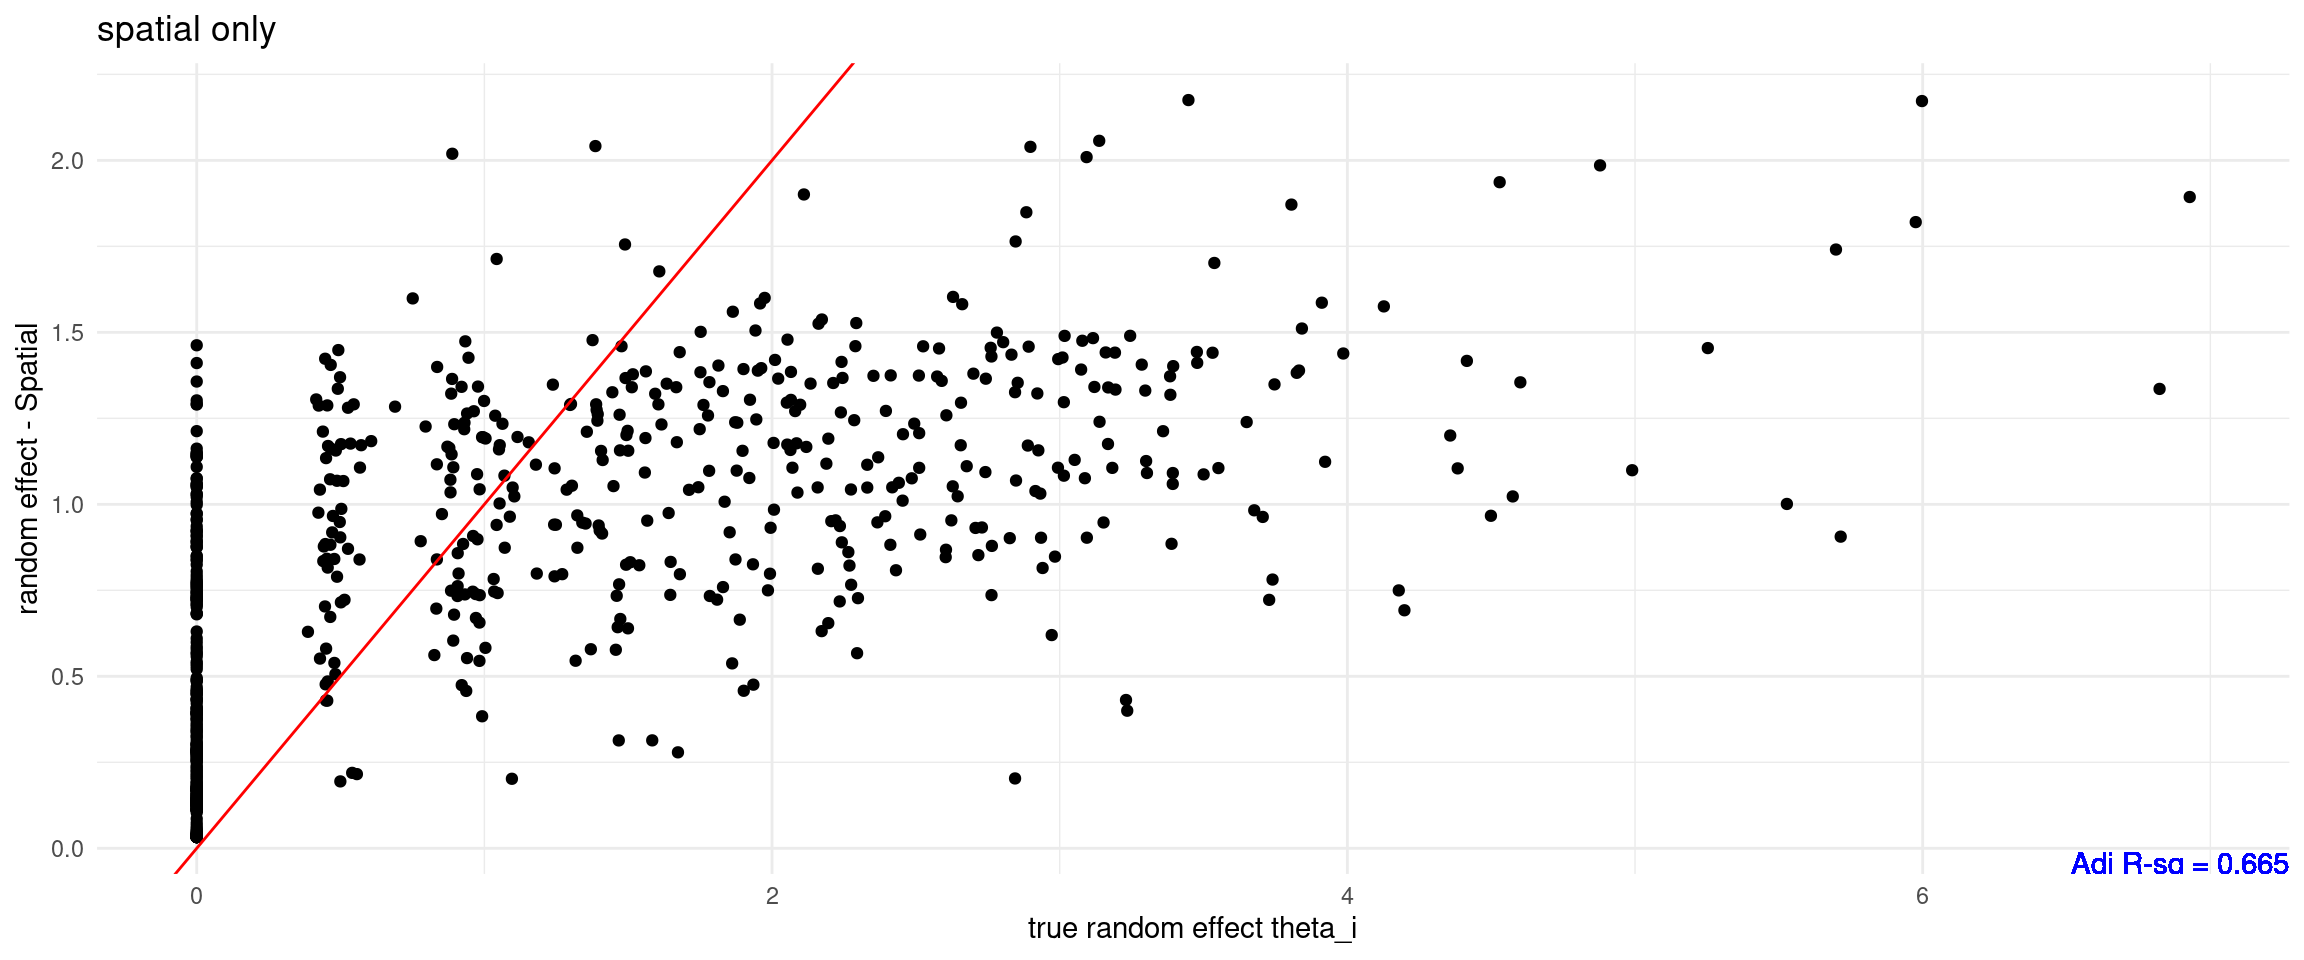 spatial only
random effect - Spatial
2.0
1.5
1.0
0.5
0.0
Adj R-sq = 0.665
0 2 4 6
true random effect theta_i